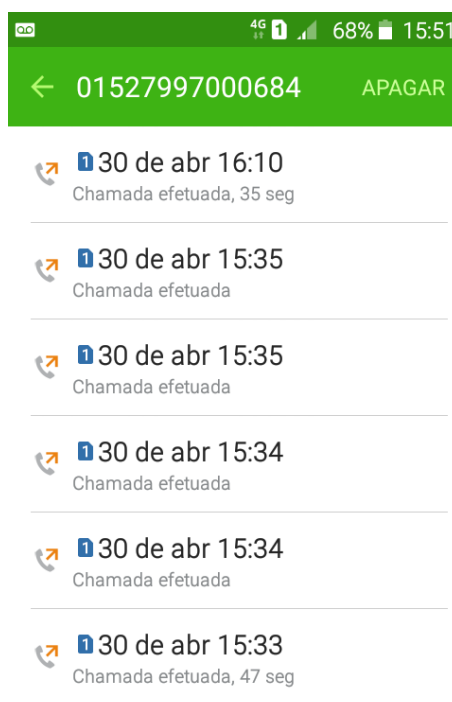 4G 1 68% 15:51
01527997000684 APAGAR
1 30 de abr 16:10
Chamada efetuada, 35 seg
1 30 de abr 15:35
Chamada efetuada
1 30 de abr 15:35
Chamada efetuada
1 30 de abr 15:34
Chamada efetuada
1 30 de abr 15:34
Chamada efetuada
1 30 de abr 15:33
Chamada efetuada, 47 seg